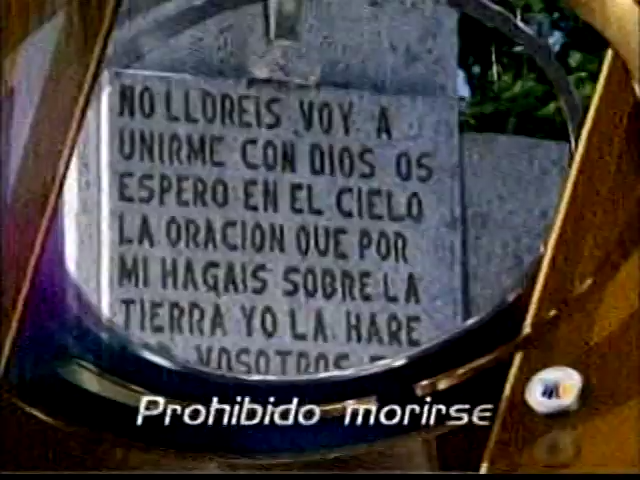 NO LLOREIS VOY A
UNIRME CON DIOS OS
ESPERO EN EL CIELO
LA ORACION QUE POR
MI HAGAIS SOBRE LA
TIERRA YO LA HARE
VOSOTROS
Prohibido morirse